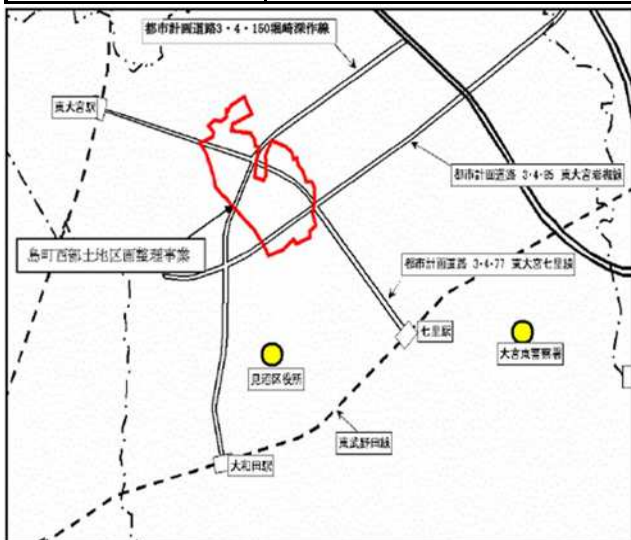 都市計画道路3・4・150堀崎深作線
東大宮駅
都市計画道路 3・4・85 東大宮岩槻線
島町西部土地区画整理事業
都市計画道路 3・4・77 東大宮七里線
七里駅
大宮東警察署
見沼区役所
東武野田線
大和田駅